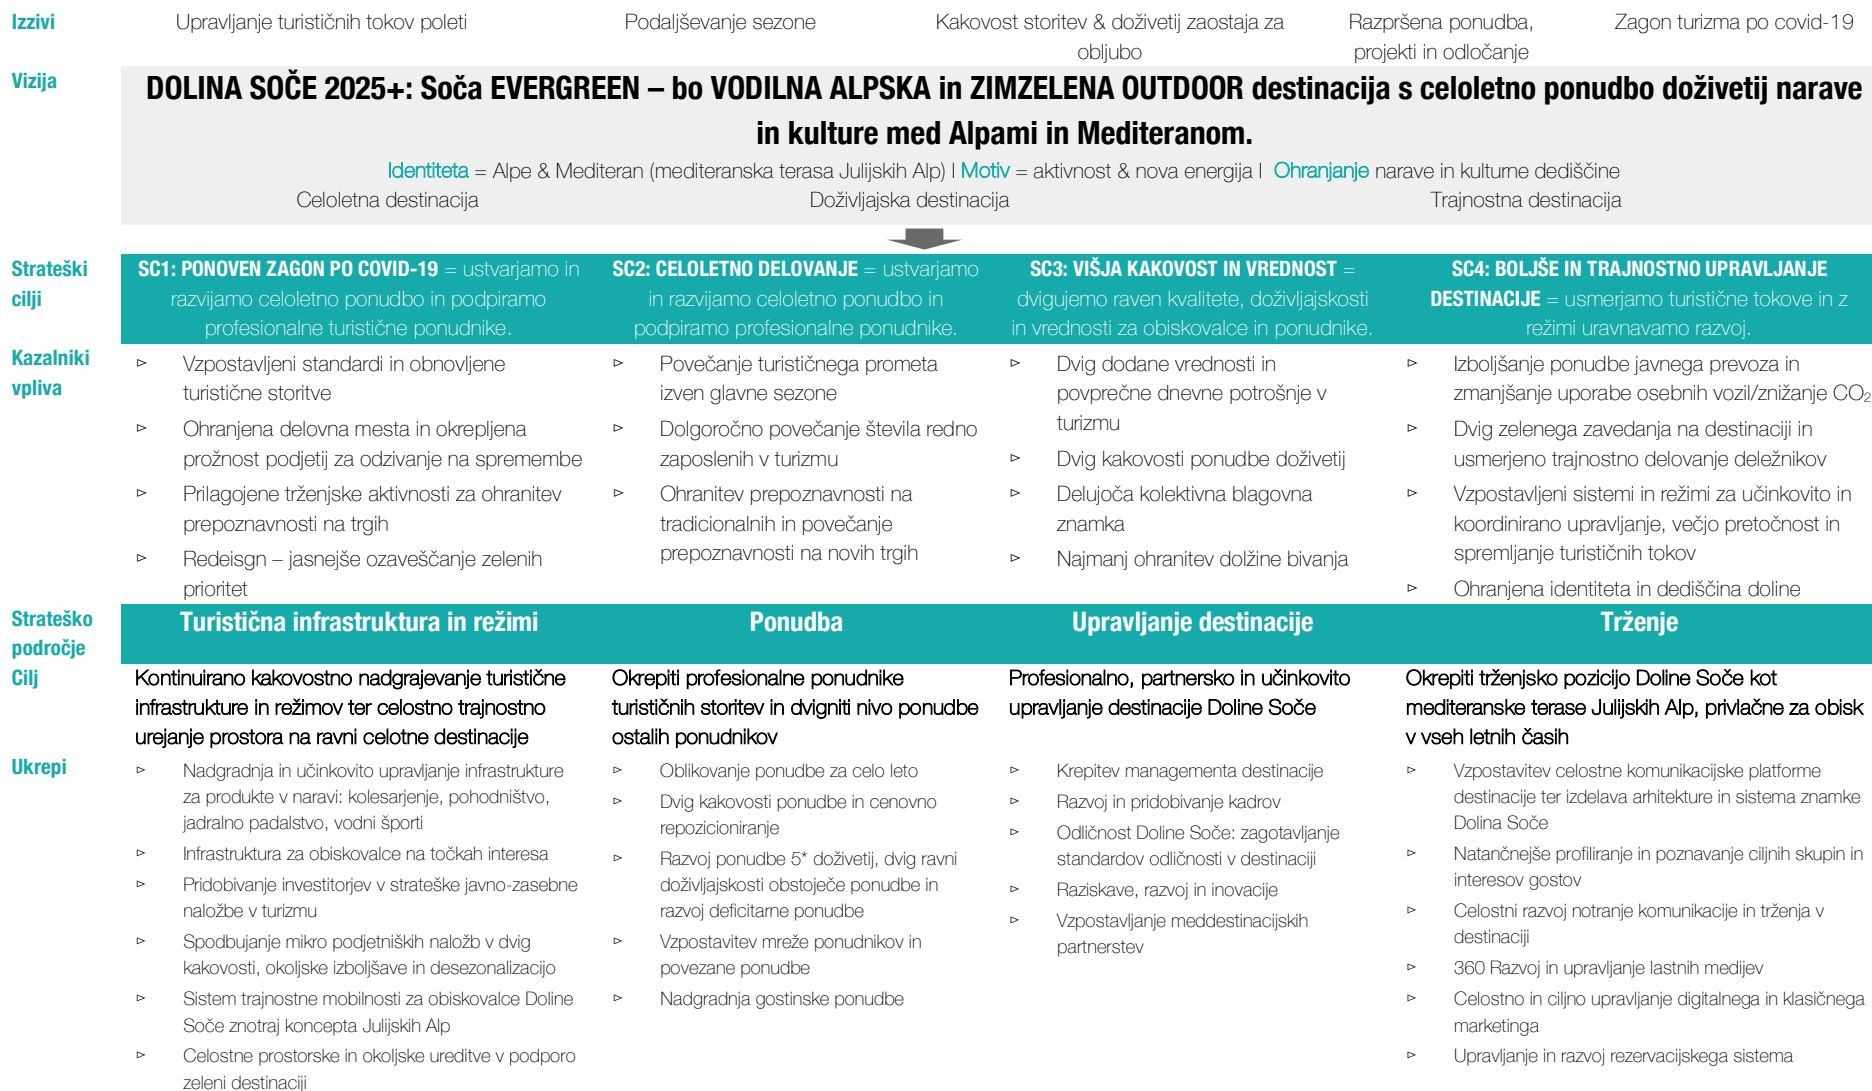 Izzivi
Upravljanje turističnih tokov poleti
Podaljševanje sezone
Kakovost storitev & doživetij zaostaja za
obljubo
Razpršena ponudba,
projekti in odločanje
Zagon turizma po covid-19
Vizija
DOLINA SOČE 2025+: Soča EVERGREEN – bo VODILNA ALPSKA in ZIMZELENA OUTDOOR destinacija s celoletno ponudbo doživetij narave
in kulture med Alpami in Mediteranom.
Identiteta = Alpe & Mediteran (mediteranska terasa Julijskih Alp) I Motiv = aktivnost & nova energija I Ohranjanje narave in kulturne dediščine
Celoletna destinacija
Doživljajska destinacija
Trajnostna destinacija
Strateški
cilji
SC1: PONOVEN ZAGON PO COVID-19 = ustvarjamo in
razvijamo celoletno ponudbo in podpiramo
profesionalne turistične ponudnike.
SC2: CELOLETNO DELOVANJE = ustvarjamo
in razvijamo celoletno ponudbo in
podpiramo profesionalne ponudnike.
SC3: VIŠJA KAKOVOST IN VREDNOST =
dvigujemo raven kvalitete, doživljajskosti
in vrednosti za obiskovalce in ponudnike.
SC4: BOLJŠE IN TRAJNOSTNO UPRAVLJANJE
DESTINACIJE = usmerjamo turistične tokove in z
režimi uravnavamo razvoj.
Kazalniki
vpliva
▹ Vzpostavljeni standardi in obnovljene
turistične storitve
▹ Ohranjena delovna mesta in okrepljena
prožnost podjetij za odzivanje na spremembe
▹ Prilagojene trženjske aktivnosti za ohranitev
prepoznavnosti na trgih
▹ Redeisgn – jasnejše ozaveščanje zelenih
prioritet
▹ Povečanje turističnega prometa
izven glavne sezone
▹ Dolgoročno povečanje števila redno
zaposlenih v turizmu
▹ Ohranitev prepoznavnosti na
tradicionalnih in povečanje
prepoznavnosti na novih trgih
▹ Dvig dodane vrednosti in
povprečne dnevne potrošnje v
turizmu
▹ Dvig kakovosti ponudbe doživetij
▹ Delujoča kolektivna blagovna
znamka
▹ Najmanj ohranitev dolžine bivanja
▹ Izboljšanje ponudbe javnega prevoza in
zmanjšanje uporabe osebnih vozil/znižanje CO₂
▹ Dvig zelenega zavedanja na destinaciji in
usmerjeno trajnostno delovanje deležnikov
▹ Vzpostavljeni sistemi in režimi za učinkovito in
koordinirano upravljanje, večjo pretočnost in
spremljanje turističnih tokov
▹ Ohranjena identiteta in dediščina doline
Strateško
področje
Turistična infrastruktura in režimi
Ponudba
Upravljanje destinacije
Trženje
Cilj
Kontinuirano kakovostno nadgrajevanje turistične
infrastrukture in režimov ter celostno trajnostno
urejanje prostora na ravni celotne destinacije
Okrepiti profesionalne ponudnike
turističnih storitev in dvigniti nivo ponudbe
ostalih ponudnikov
Profesionalno, partnersko in učinkovito
upravljanje destinacije Doline Soče
Okrepiti trženjsko pozicijo Doline Soče kot
mediteranske terase Julijskih Alp, privlačne za obisk
v vseh letnih časih
Ukrepi
▹ Nadgradnja in učinkovito upravljanje infrastrukture
za produkte v naravi: kolesarjenje, pohodništvo,
jadralno padalstvo, vodni športi
▹ Infrastruktura za obiskovalce na točkah interesa
▹ Pridobivanje investitorjev v strateške javno-zasebne
naložbe v turizmu
▹ Spodbujanje mikro podjetniških naložb v dvig
kakovosti, okoljske izboljšave in desezonalizacijo
▹ Sistem trajnostne mobilnosti za obiskovalce Doline
Soče znotraj koncepta Julijskih Alp
▹ Celostne prostorske in okoljske ureditve v podporo
zeleni destinaciji
▹ Oblikovanje ponudbe za celo leto
▹ Dvig kakovosti ponudbe in cenovno
repozicioniranje
▹ Razvoj ponudbe 5* doživetij, dvig ravni
doživljajskosti obstoječe ponudbe in
razvoj deficitarne ponudbe
▹ Vzpostavitev mreže ponudnikov in
povezane ponudbe
▹ Nadgradnja gostinske ponudbe
▹ Krepitev managementa destinacije
▹ Razvoj in pridobivanje kadrov
▹ Odličnost Doline Soče: zagotavljanje
standardov odličnosti v destinaciji
▹ Raziskave, razvoj in inovacije
▹ Vzpostavljanje meddestinacijskih
partnerstev
▹ Vzpostavitev celostne komunikacijske platforme
destinacije ter izdelava arhitekture in sistema znamke
Dolina Soče
▹ Natančnejše profiliranje in poznavanje ciljnih skupin in
interesov gostov
▹ Celostni razvoj notranje komunikacije in trženja v
destinaciji
▹ 360 Razvoj in upravljanje lastnih medijev
▹ Celostno in ciljno upravljanje digitalnega in klasičnega
marketinga
▹ Upravljanje in razvoj rezervacijskega sistema